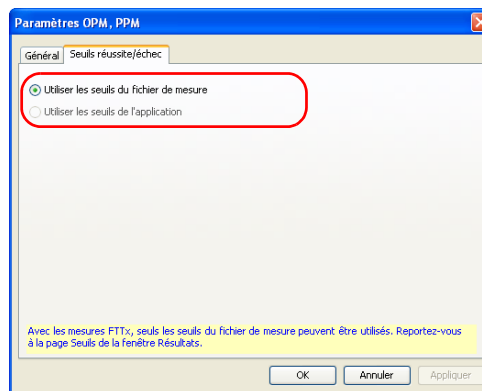 Paramètres OPM, PPM
Général
Seuils réussite/échec
Utiliser les seuils du fichier de mesure
Utiliser les seuils de l'application
Avec les mesures FTTx, seuls les seuils du fichier de mesure peuvent être utilisés. Reportez-vous
à la page Seuils de la fenêtre Résultats.
OK
Annuler
Appliquer